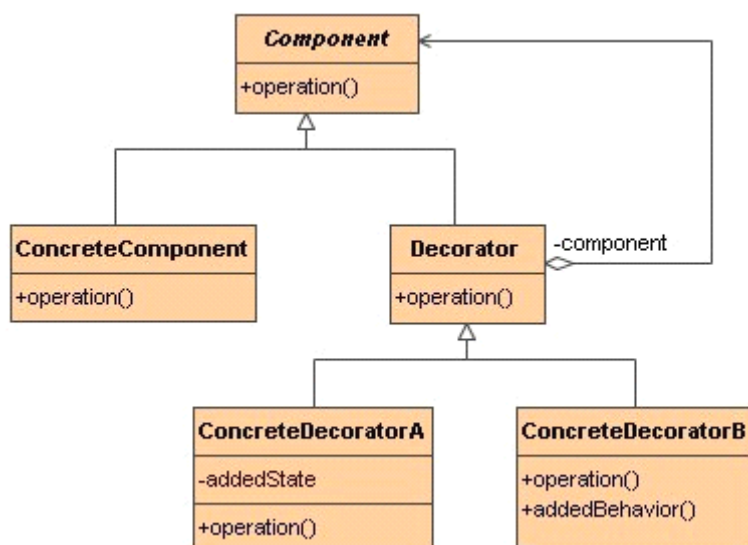 Component
+operation()
ConcreteComponent
+operation()
Decorator
+operation()
-component
ConcreteDecoratorA
-addedState
+operation()
ConcreteDecoratorB
+operation()
+addedBehavior()